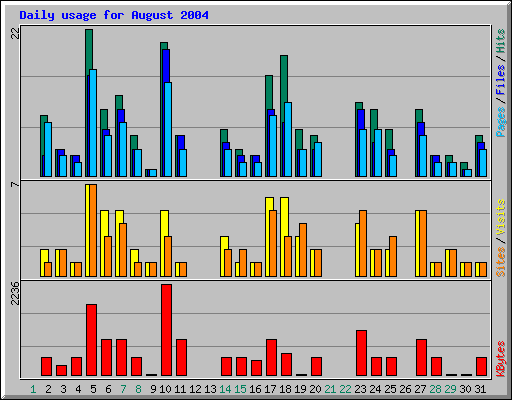 Daily usage for August 2004
22
Pages / Files / Hits
7
Sites / Visits
2236
KBytes
1 2 3 4 5 6 7 8 9 10 11 12 13 14 15 16 17 18 19 20 21 22 23 24 25 26 27 28 29 30 31